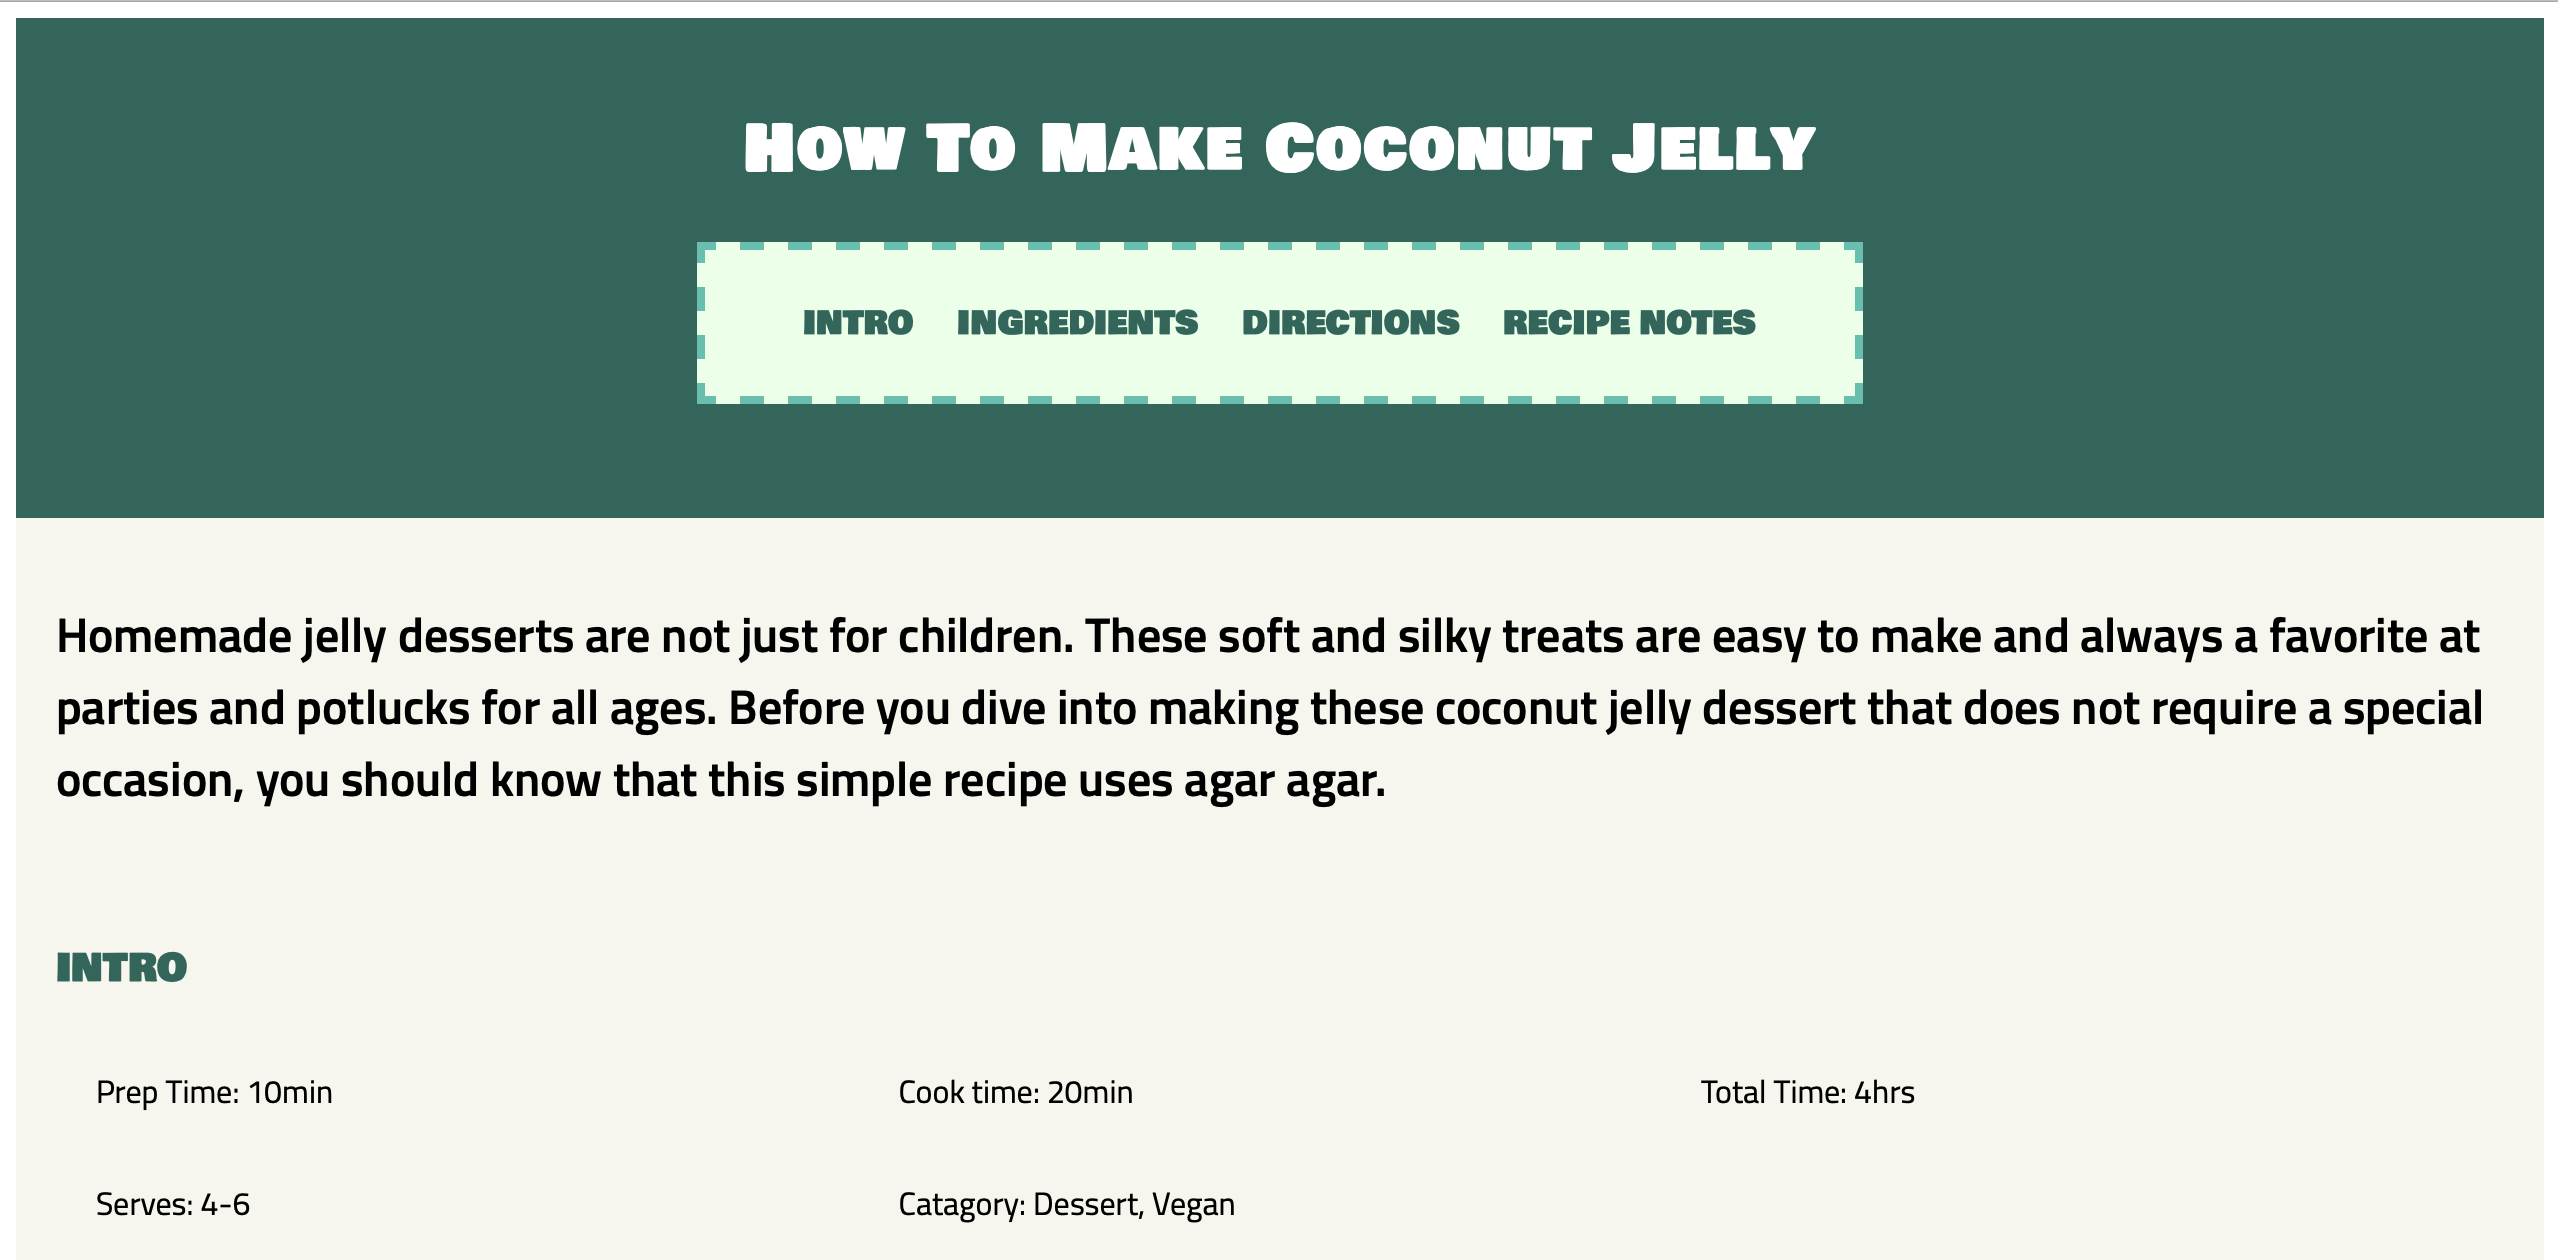 How To Make Coconut Jelly
INTRO INGREDIENTS DIRECTIONS RECIPE NOTES
Homemade jelly desserts are not just for children. These soft and silky treats are easy to make and always a favorite at
parties and potlucks for all ages. Before you dive into making these coconut jelly dessert that does not require a special
occasion, you should know that this simple recipe uses agar agar.
INTRO
Prep Time: 10min Cook time: 20min Total Time: 4hrs
Serves: 4-6 Catagory: Dessert, Vegan